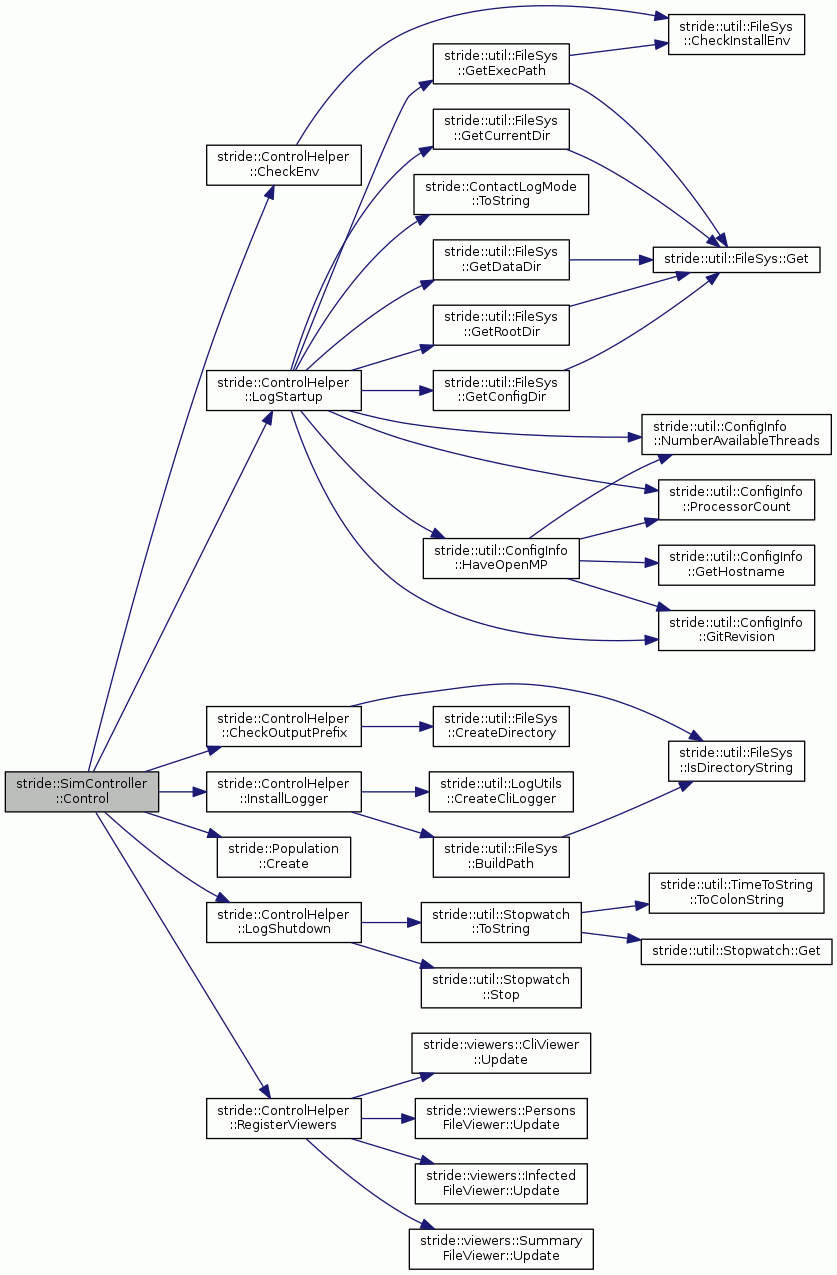 stride::util::FileSys
::CheckInstallEnv
stride::util::FileSys
::GetExecPath
stride::util::FileSys
::GetCurrentDir
stride::ControlHelper
::CheckEnv
stride::ContactLogMode
::ToString
stride::util::FileSys
::GetDataDir
stride::util::FileSys::Get
stride::util::FileSys
::GetRootDir
stride::ControlHelper
::LogStartup
stride::util::FileSys
::GetConfigDir
stride::util::ConfigInfo
::NumberAvailableThreads
stride::util::ConfigInfo
::ProcessorCount
stride::util::ConfigInfo
::HaveOpenMP
stride::util::ConfigInfo
::GetHostname
stride::util::ConfigInfo
::GitRevision
stride::ControlHelper
::CheckOutputPrefix
stride::util::FileSys
::CreateDirectory
stride::util::FileSys
::IsDirectoryString
stride::SimController
::Control
stride::ControlHelper
::InstallLogger
stride::util::LogUtils
::CreateCliLogger
stride::Population
::Create
stride::util::FileSys
::BuildPath
stride::util::TimeToString
::ToColonString
stride::ControlHelper
::LogShutdown
stride::util::Stopwatch
::ToString
stride::util::Stopwatch::Get
stride::util::Stopwatch
::Stop
stride::viewers::CliViewer
::Update
stride::ControlHelper
::RegisterViewers
stride::viewers::Persons
FileViewer::Update
stride::viewers::Infected
FileViewer::Update
stride::viewers::Summary
FileViewer::Update